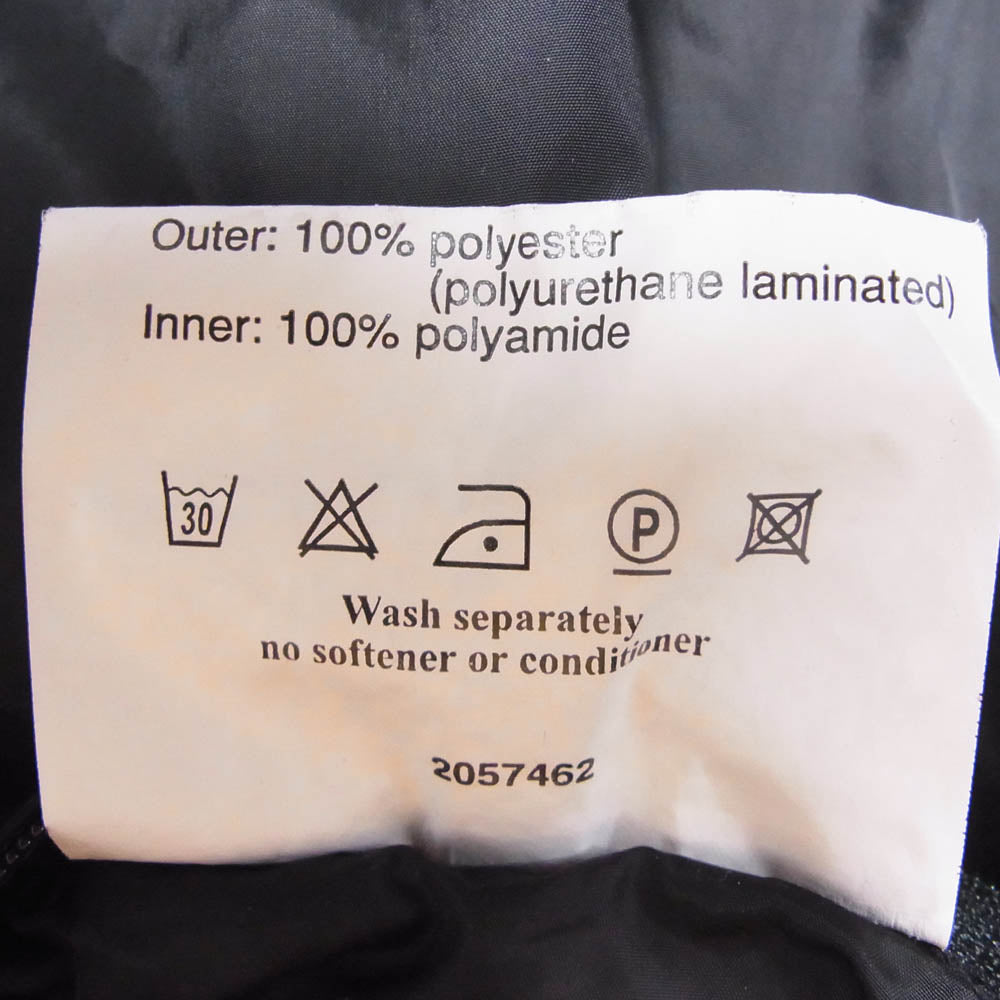 Outer: 100% polyester
(polyurethane laminated)
Inner: 100% polyamide
30 P
Wash separately
no softener or conditioner
2057462